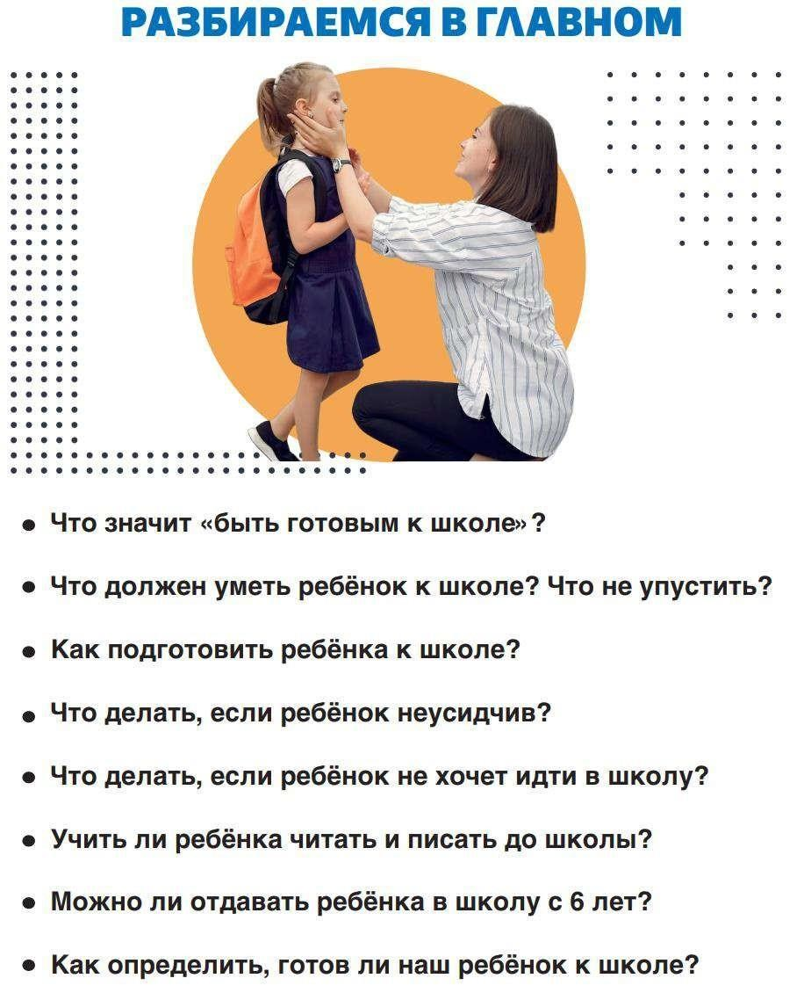 РАЗБИРАЕМСЯ В ГЛАВНОМ
• Что значит «быть готовым к школе»?
• Что должен уметь ребёнок к школе? Что не упустить?
• Как подготовить ребёнка к школе?
• Что делать, если ребёнок неусидчив?
• Что делать, если ребёнок не хочет идти в школу?
• Учить ли ребёнка читать и писать до школы?
• Можно ли отдавать ребёнка в школу с 6 лет?
• Как определить, готов ли наш ребёнок к школе?